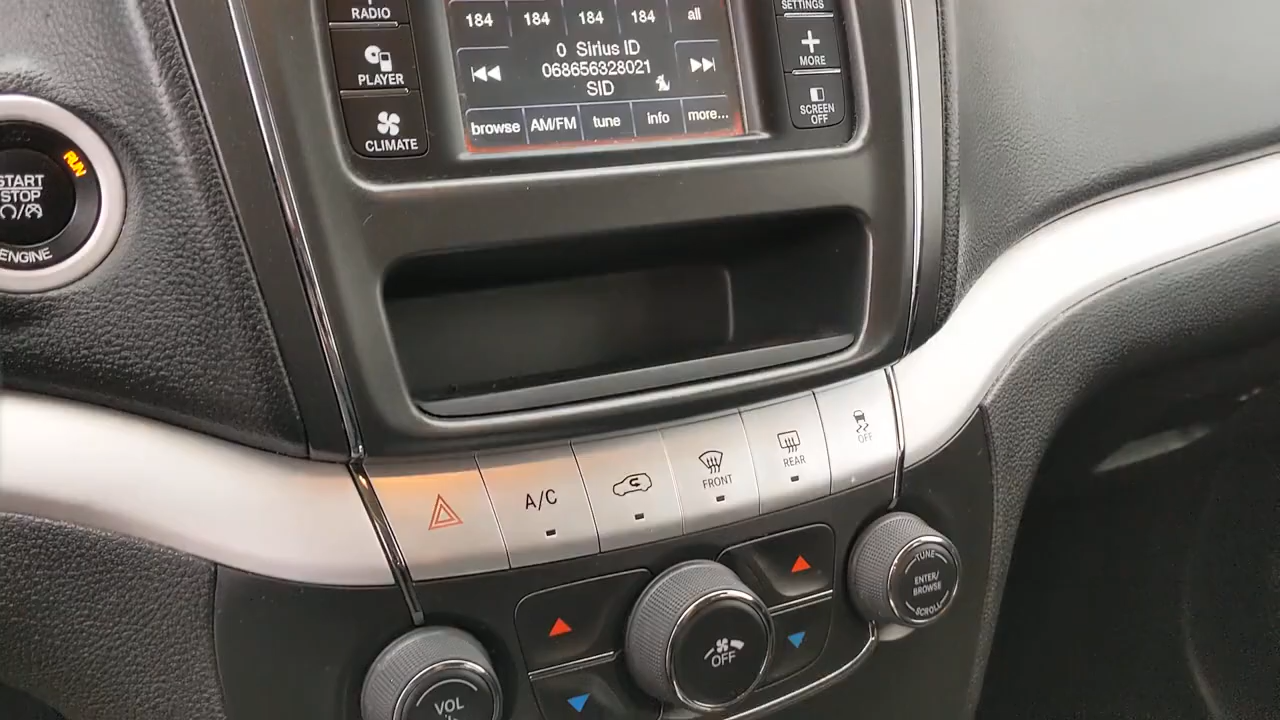 RADIO
PLAYER
CLIMATE
184 184 184 184 all
0 Sirius ID
068656328021
SID
browse AM/FM tune info more...
SETTINGS
MORE
SCREEN
OFF
RUN
START
STOP
ENGINE
A/C
FRONT
REAR
OFF
VOL
OFF
TUNE
ENTER/
BROWSE
SCROLL